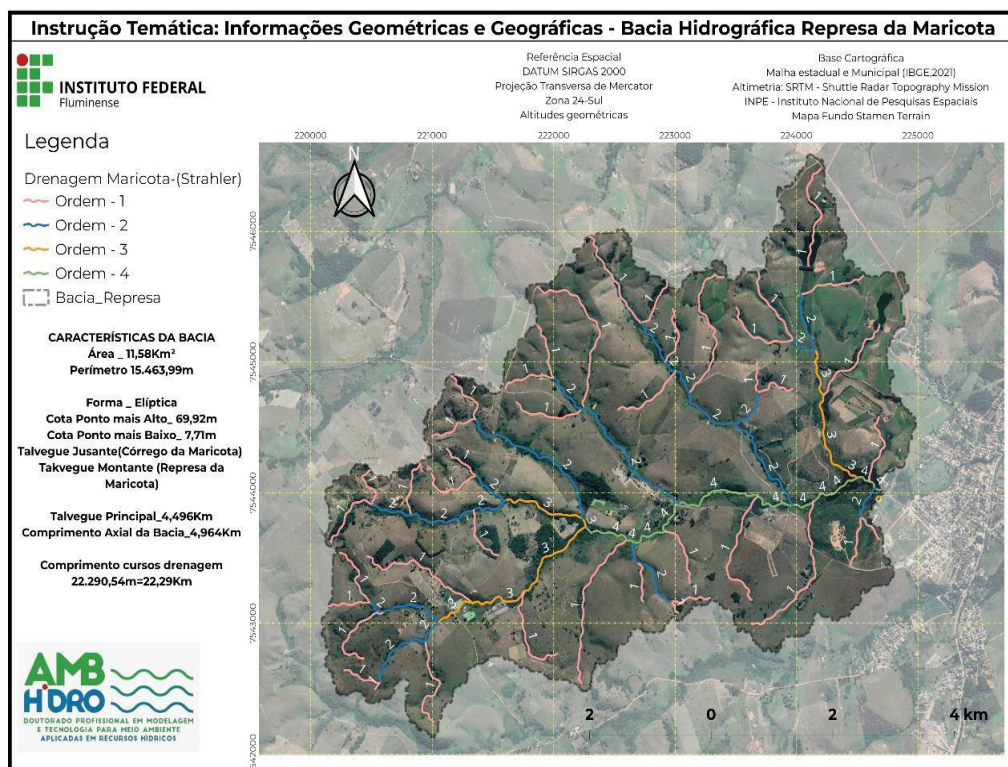 Instrução Temática: Informações Geométricas e Geográficas - Bacia Hidrográfica Represa da Maricota
INSTITUTO FEDERAL
Fluminense
Referência Espacial
DATUM SIRGAS 2000
Projeção Transversa de Mercator
Zona 24-Sul
Altitudes geométricas
Base Cartográfica
Malha estadual e Municipal (IBGE,2021)
Altimetria: SRTM - Shuttle Radar Topography Mission
INPE - Instituto Nacional de Pesquisas Espaciais
Mapa Fundo Stamen Terrain
Legenda
Drenagem Maricota-(Strahler)
Ordem - 1
Ordem - 2
Ordem - 3
Ordem - 4
Bacia_Represa
CARACTERÍSTICAS DA BACIA
Área _ 11,58Km²
Perímetro 15.463,99m
Forma _ Elíptica
Cota Ponto mais Alto_ 69,92m
Cota Ponto mais Baixo_ 7,71m
Talvegue Jusante(Córrego da Maricota)
Takvegue Montante (Represa da
Maricota)
Talvegue Principal_4,496Km
Comprimento Axial da Bacia_4,964Km
Comprimento cursos drenagem
22.290,54m=22,29Km
AMB
HIDRO
DOUTORADO PROFISSIONAL EM MODELAGEM
E TECNOLOGIA PARA MEIO AMBIENTE
APLICADAS EM RECURSOS HÍDRICOS
220000 221000 222000 223000 224000 225000
N
7546000
7545000
7544000
7543000
7542000
2 0 2 4 km